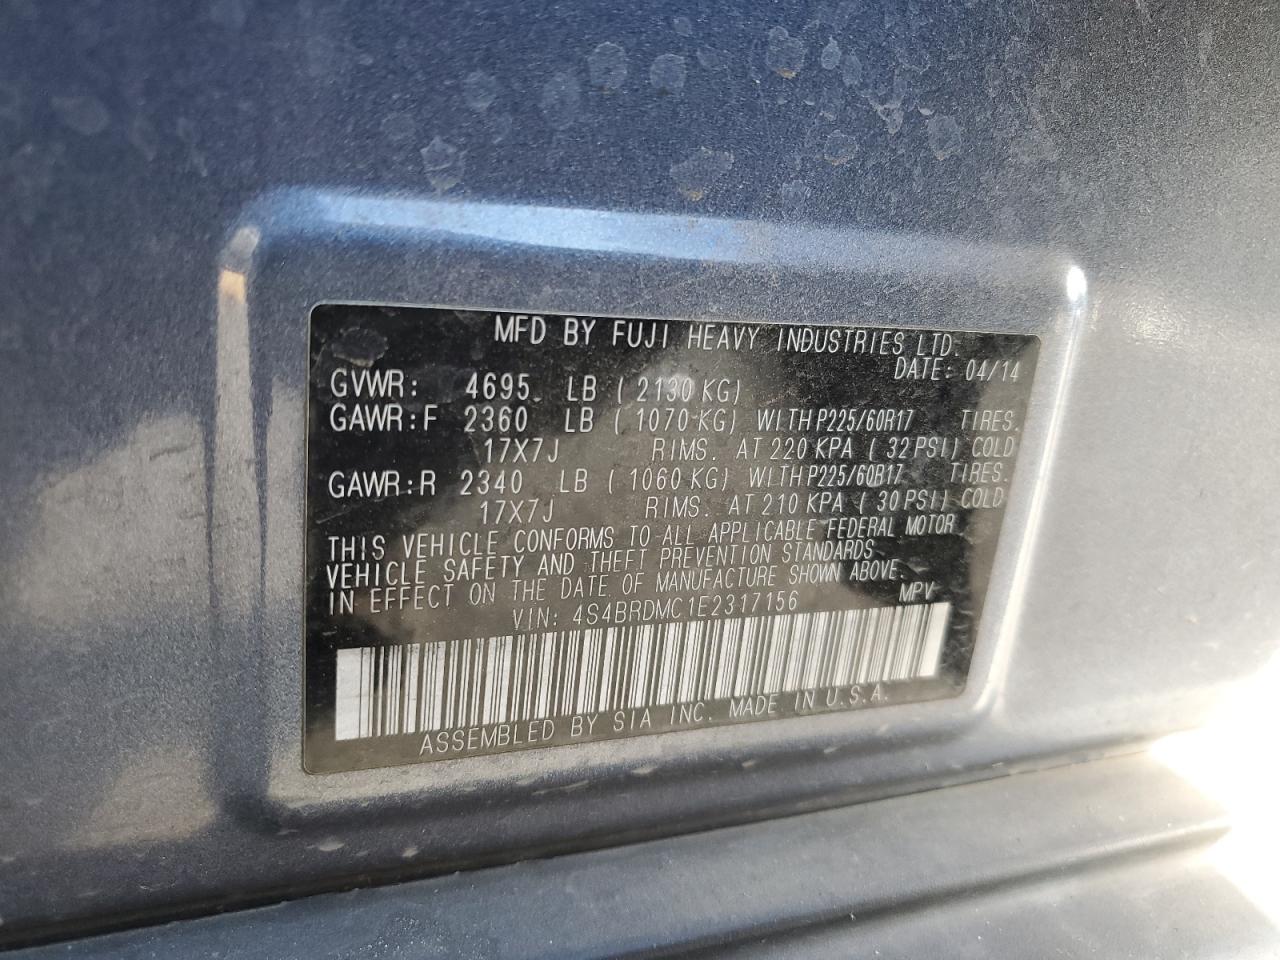 MFD BY FUJI HEAVY INDUSTRIES LTD.
DATE: 04/14
GVWR: 4695 LB ( 2130 KG)
GAWR:F 2360 LB ( 1070 KG) WITH P225/60R17 TIRES.
17X7J RIMS. AT 220 KPA ( 32 PSI) COLD
GAWR:R 2340 LB ( 1060 KG) WITH P225/60R17 TIRES.
17X7J RIMS. AT 210 KPA ( 30 PSI) COLD
THIS VEHICLE CONFORMS TO ALL APPLICABLE FEDERAL MOTOR
VEHICLE SAFETY AND THEFT PREVENTION STANDARDS
IN EFFECT ON THE DATE OF MANUFACTURE SHOWN ABOVE.
VIN: 4S4BRDMC1E2317156 MPV
ASSEMBLED BY SIA INC. MADE IN U.S.A.